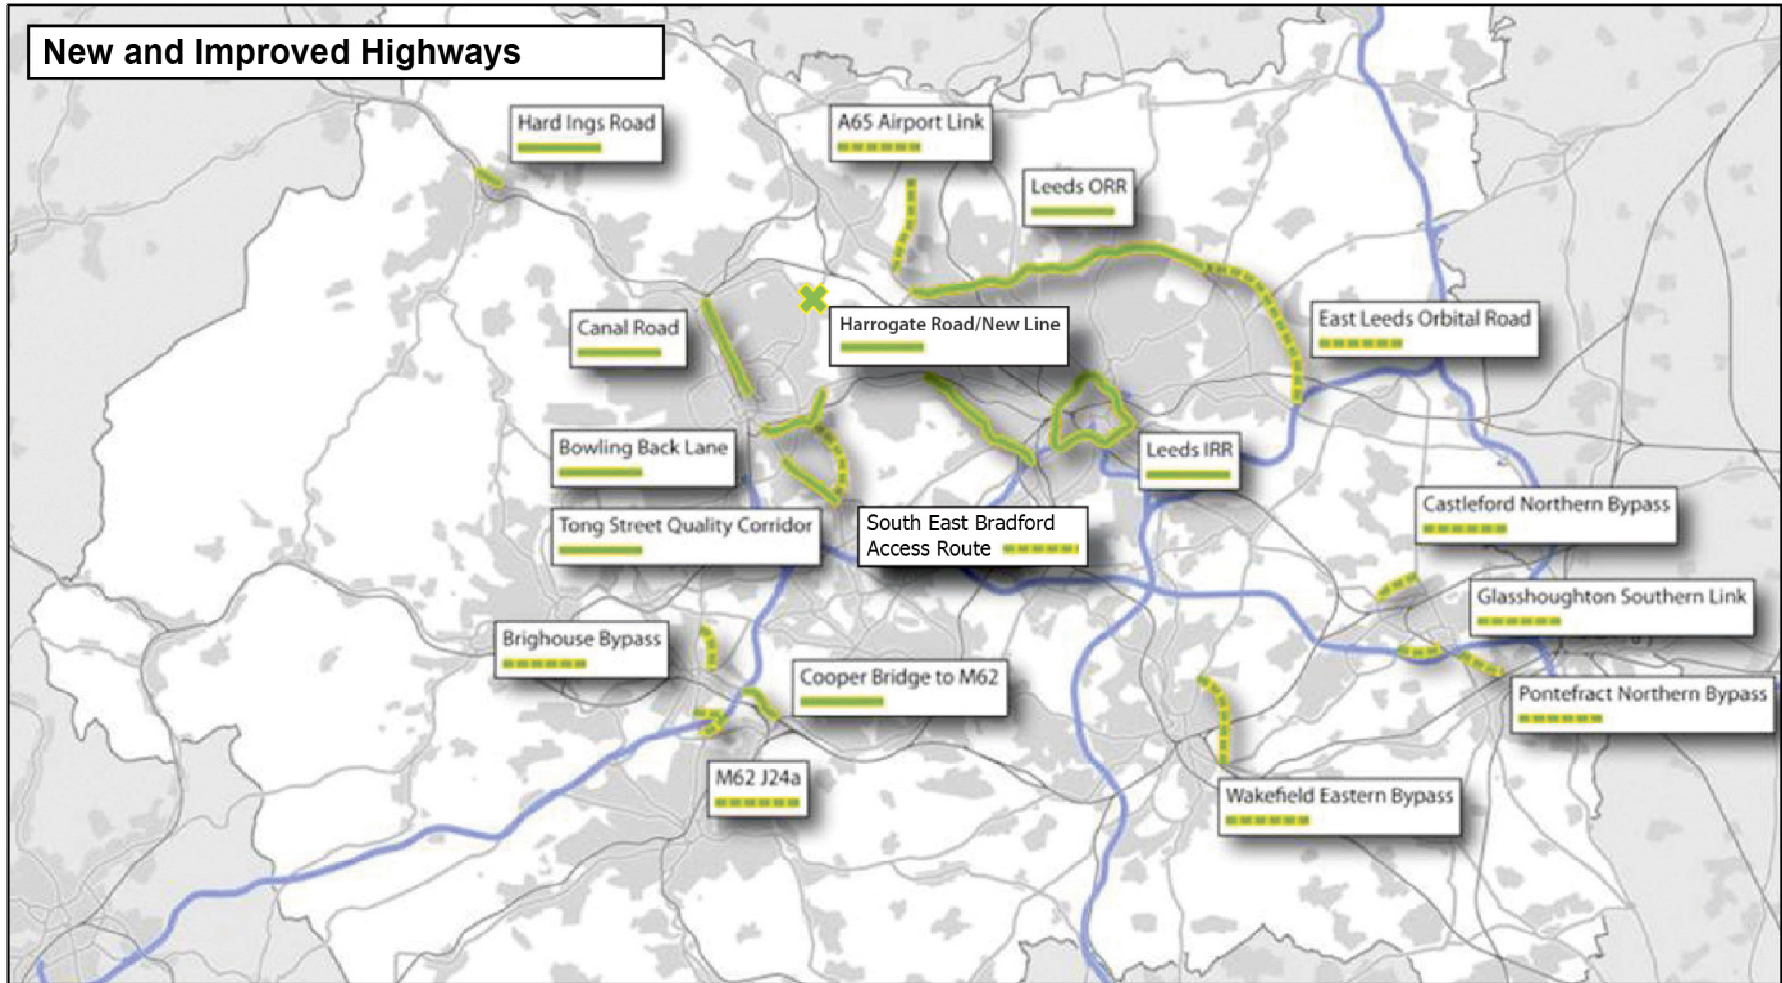 New and Improved Highways
Hard Ings Road
A65 Airport Link
Leeds ORR
Canal Road
Harrogate Road/New Line
East Leeds Orbital Road
Bowling Back Lane
Leeds IRR
Tong Street Quality Corridor
South East Bradford
Access Route
Castleford Northern Bypass
Glasshoughton Southern Link
Brighouse Bypass
Cooper Bridge to M62
Pontefract Northern Bypass
M62 J24a
Wakefield Eastern Bypass